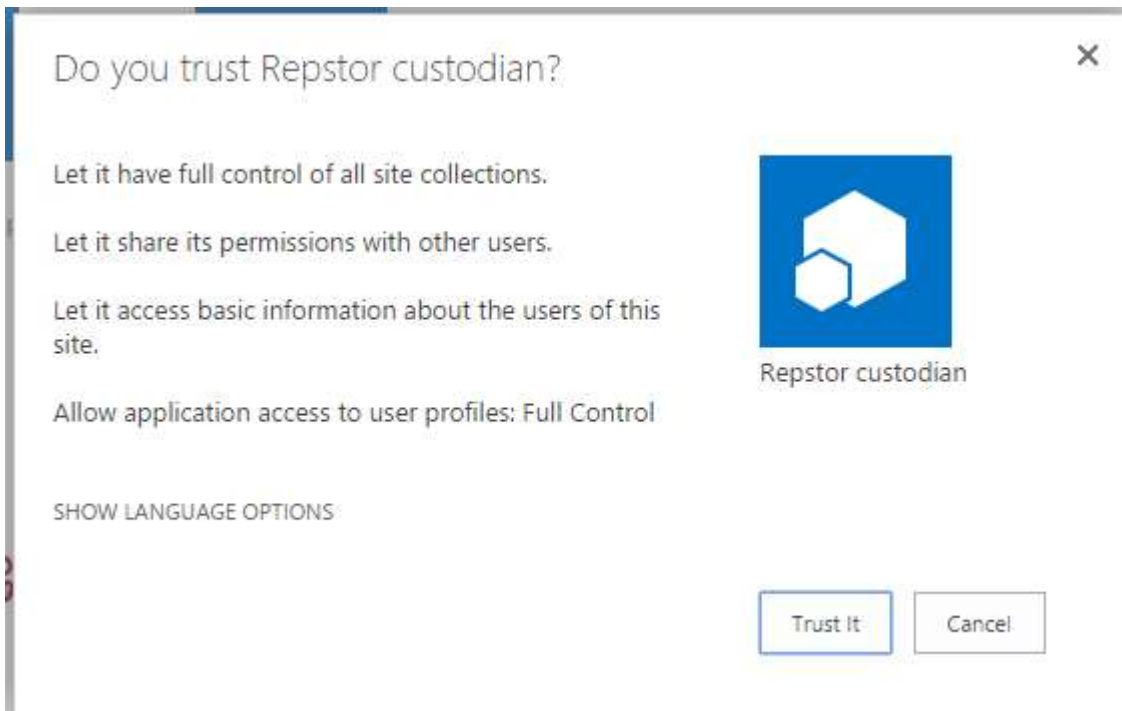 Do you trust Repstor custodian?
Let it have full control of all site collections.
Let it share its permissions with other users.
Let it access basic information about the users of this
site.
Repstor custodian
Allow application access to user profiles: Full Control
SHOW LANGUAGE OPTIONS
Trust It
Cancel